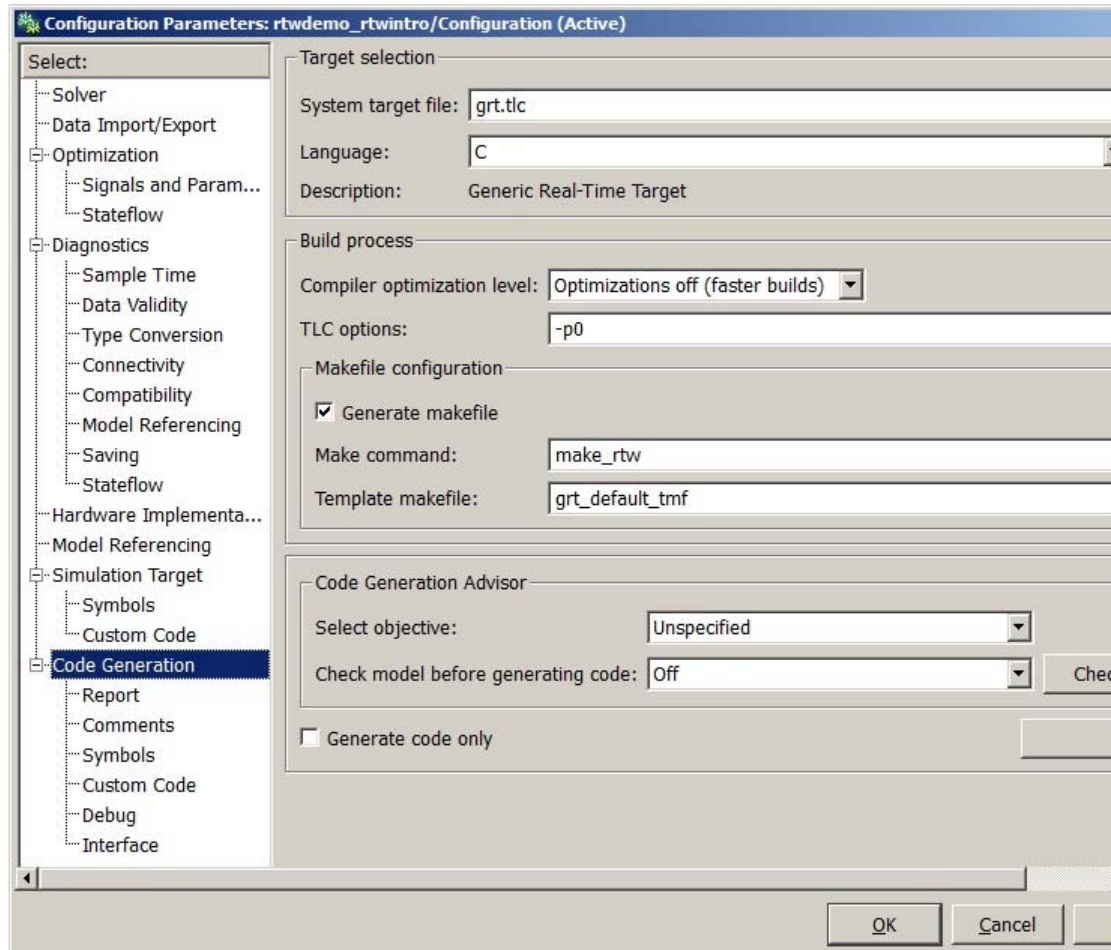 Configuration Parameters: rtwdemo_rtwintro/Configuration (Active)
Select:
Solver
Data Import/Export
Optimization
Signals and Param...
Stateflow
Diagnostics
Sample Time
Data Validity
Type Conversion
Connectivity
Compatibility
Model Referencing
Saving
Stateflow
Hardware Implementa...
Model Referencing
Simulation Target
Symbols
Custom Code
Code Generation
Report
Comments
Symbols
Custom Code
Debug
Interface
Target selection
System target file: grt.tlc
Language: C
Description: Generic Real-Time Target
Build process
Compiler optimization level: Optimizations off (faster builds)
TLC options: -p0
Makefile configuration
Generate makefile
Make command: make_rtw
Template makefile: grt_default_tmf
Code Generation Advisor
Select objective: Unspecified
Check model before generating code: Off
Generate code only
OK Cancel